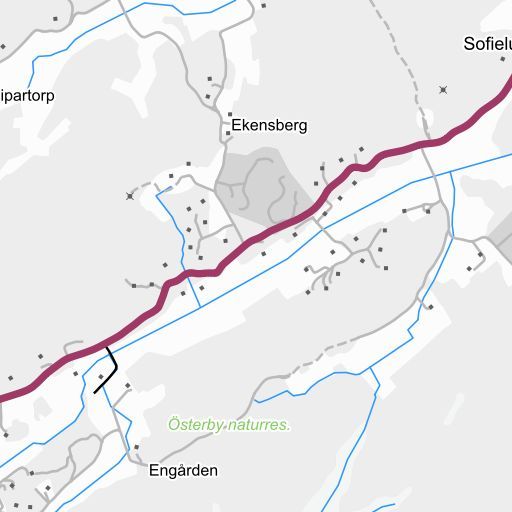 Sofielu
ipartorp
Ekensberg
Österby naturres.
Engården